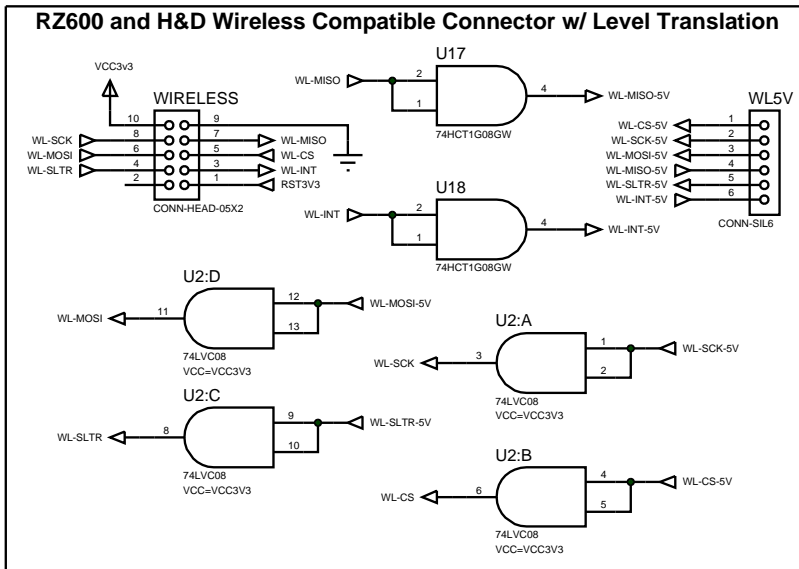 RZ600 and H&D Wireless Compatible Connector w/ Level Translation
VCC3v3
WIRELESS
10 9
WL-SCK 8 7 WL-MISO
WL-MOSI 6 5 WL-CS
WL-SLTR 4 3 WL-INT
2 1 RST3V3
CONN-HEAD-05X2
U17
WL-MISO 2 4 WL-MISO-5V
1
74HCT1G08GW
U18
WL-INT 2 4 WL-INT-5V
1
74HCT1G08GW
WL5V
WL-CS-5V 1
WL-SCK-5V 2
WL-MOSI-5V 3
WL-MISO-5V 4
WL-SLTR-5V 5
WL-INT-5V 6
CONN-SIL6
U2:D
WL-MOSI 11 12 WL-MOSI-5V
13
74LVC08
VCC=VCC3V3
U2:A
WL-SCK 3 1 WL-SCK-5V
2
74LVC08
VCC=VCC3V3
U2:C
WL-SLTR 8 9 WL-SLTR-5V
10
74LVC08
VCC=VCC3V3
U2:B
WL-CS 6 4 WL-CS-5V
5
74LVC08
VCC=VCC3V3